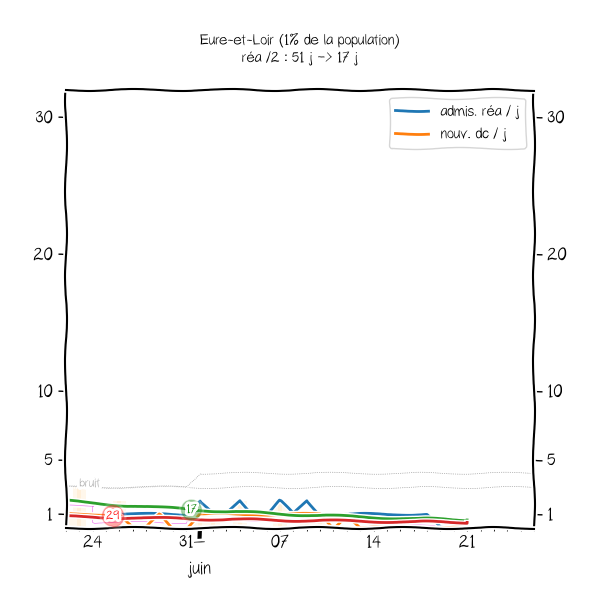 Eure-et-Loir (1% de la population)
réa /2 : 51 j -> 17 j
admis. réa / j
nouv. dc / j
30 30
20 20
10 10
5 5
bruit
1 29 17 1
24 31 07 14 21
juin